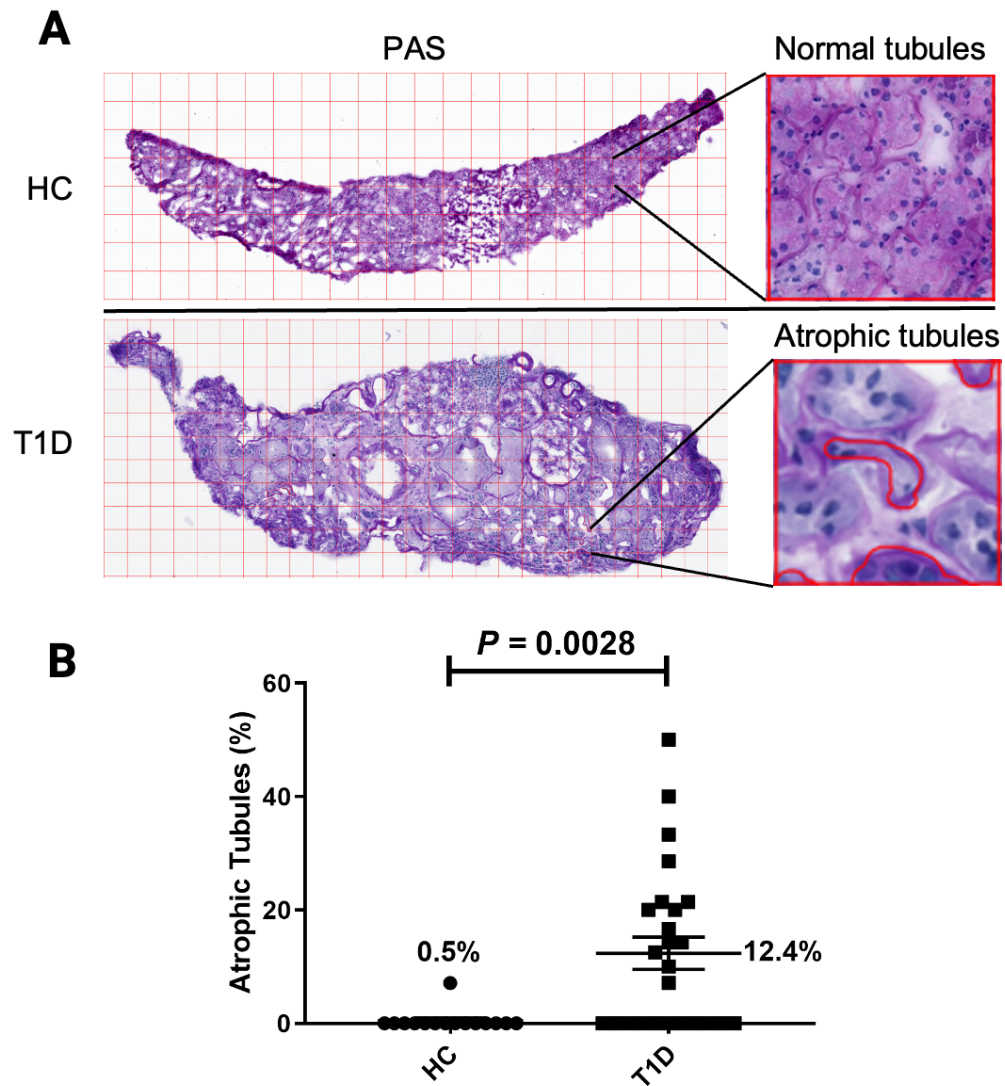 A
PAS
Normal tubules
HC
Atrophic tubules
T1D
B
P = 0.0028
Atrophic Tubules (%)
60
40
20
0
0.5%
12.4%
HC
T1D